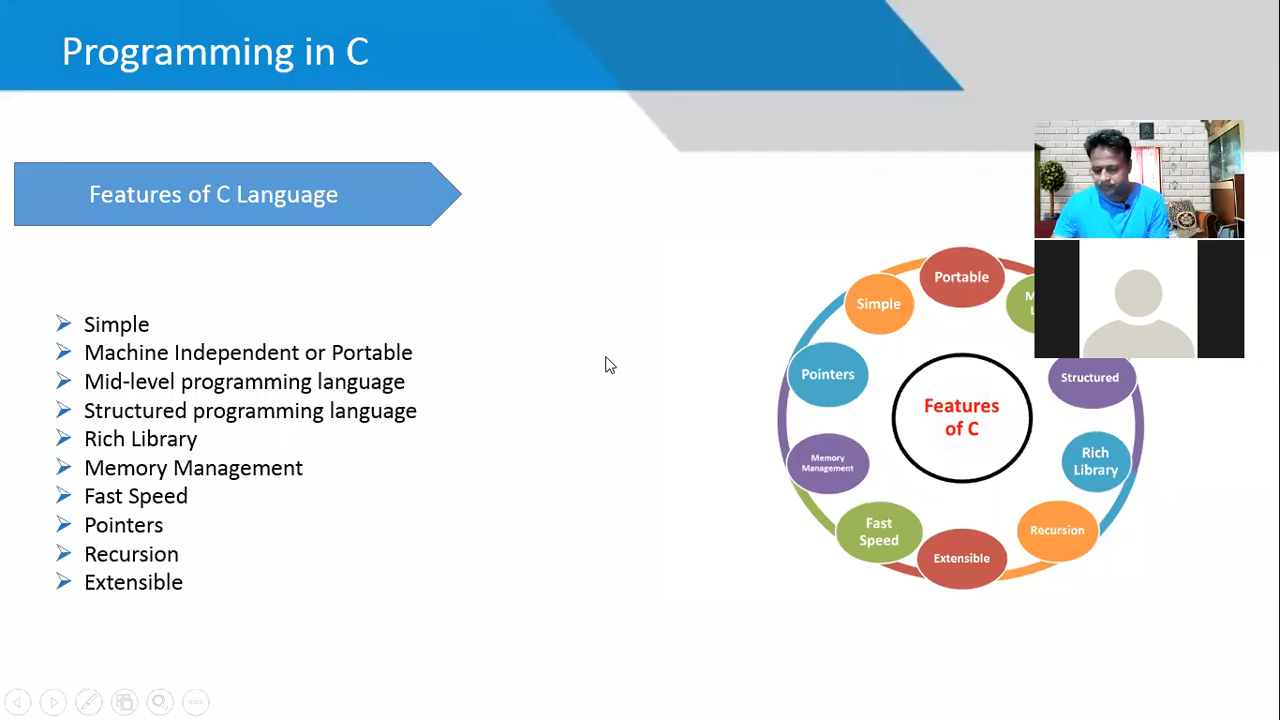 Programming in C
Features of C Language
Simple
Machine Independent or Portable
Mid-level programming language
Structured programming language
Rich Library
Memory Management
Fast Speed
Pointers
Recursion
Extensible
Portable
Simple
Pointers
Structured
Features
of C
Memory
Management
Rich
Library
Fast
Speed
Recursion
Extensible